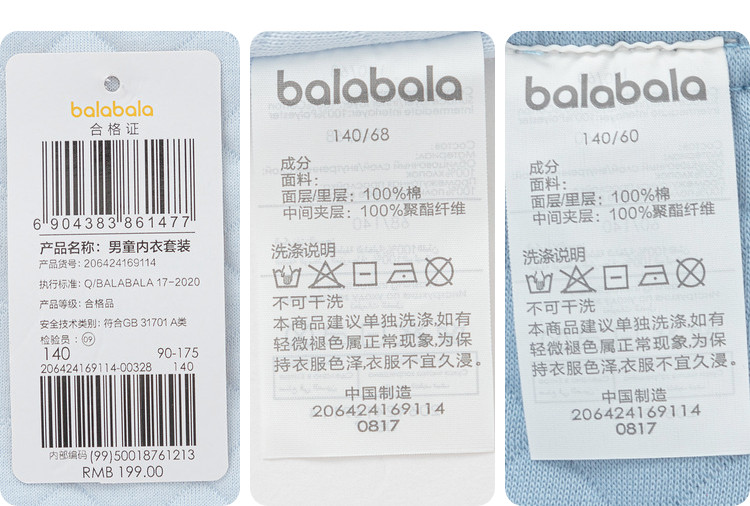 balabala
合格证
6 904383 861477
产品名称: 男童内衣套装
产品货号: 206424169114
执行标准: Q/BALABALA 17-2020
产品等级: 合格品
安全技术类别: 符合GB 31701 A类
检验员: 09
140 90-175
206424169114-00328 140
内部编码 (99)50018761213
RMB 199.00
balabala
140/68
成分
面料:
面层/里层: 100%棉
中间夹层: 100%聚酯纤维
洗涤说明
不可干洗
本商品建议单独洗涤,如有
轻微褪色属正常现象,为保
持衣服色泽,衣服不宜久浸。
中国制造
206424169114
0817
balabala
140/60
成分
面料:
面层/里层: 100%棉
中间夹层: 100%聚酯纤维
洗涤说明
不可干洗
本商品建议单独洗涤,如有
轻微褪色属正常现象,为保
持衣服色泽,衣服不宜久浸。
中国制造
206424169114
0817